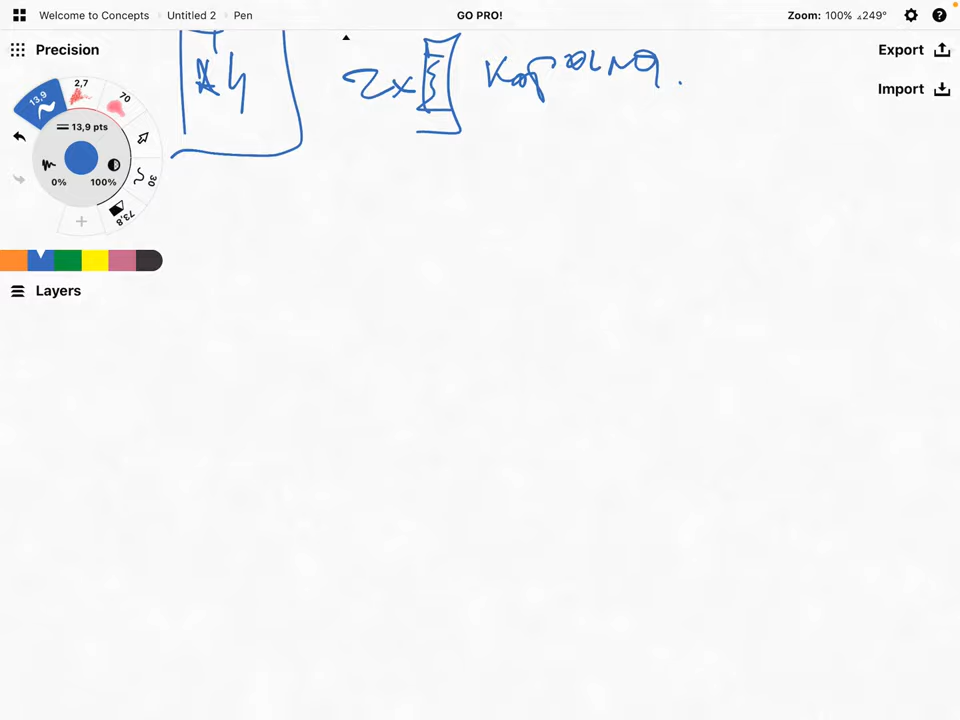 Welcome to Concepts Untitled 2 Pen
GO PRO!
Zoom: 100% 249°
Precision
Export
Import
13,9
2,7
70
13,9 pts
0% 100%
30
73,8
Layers
2x